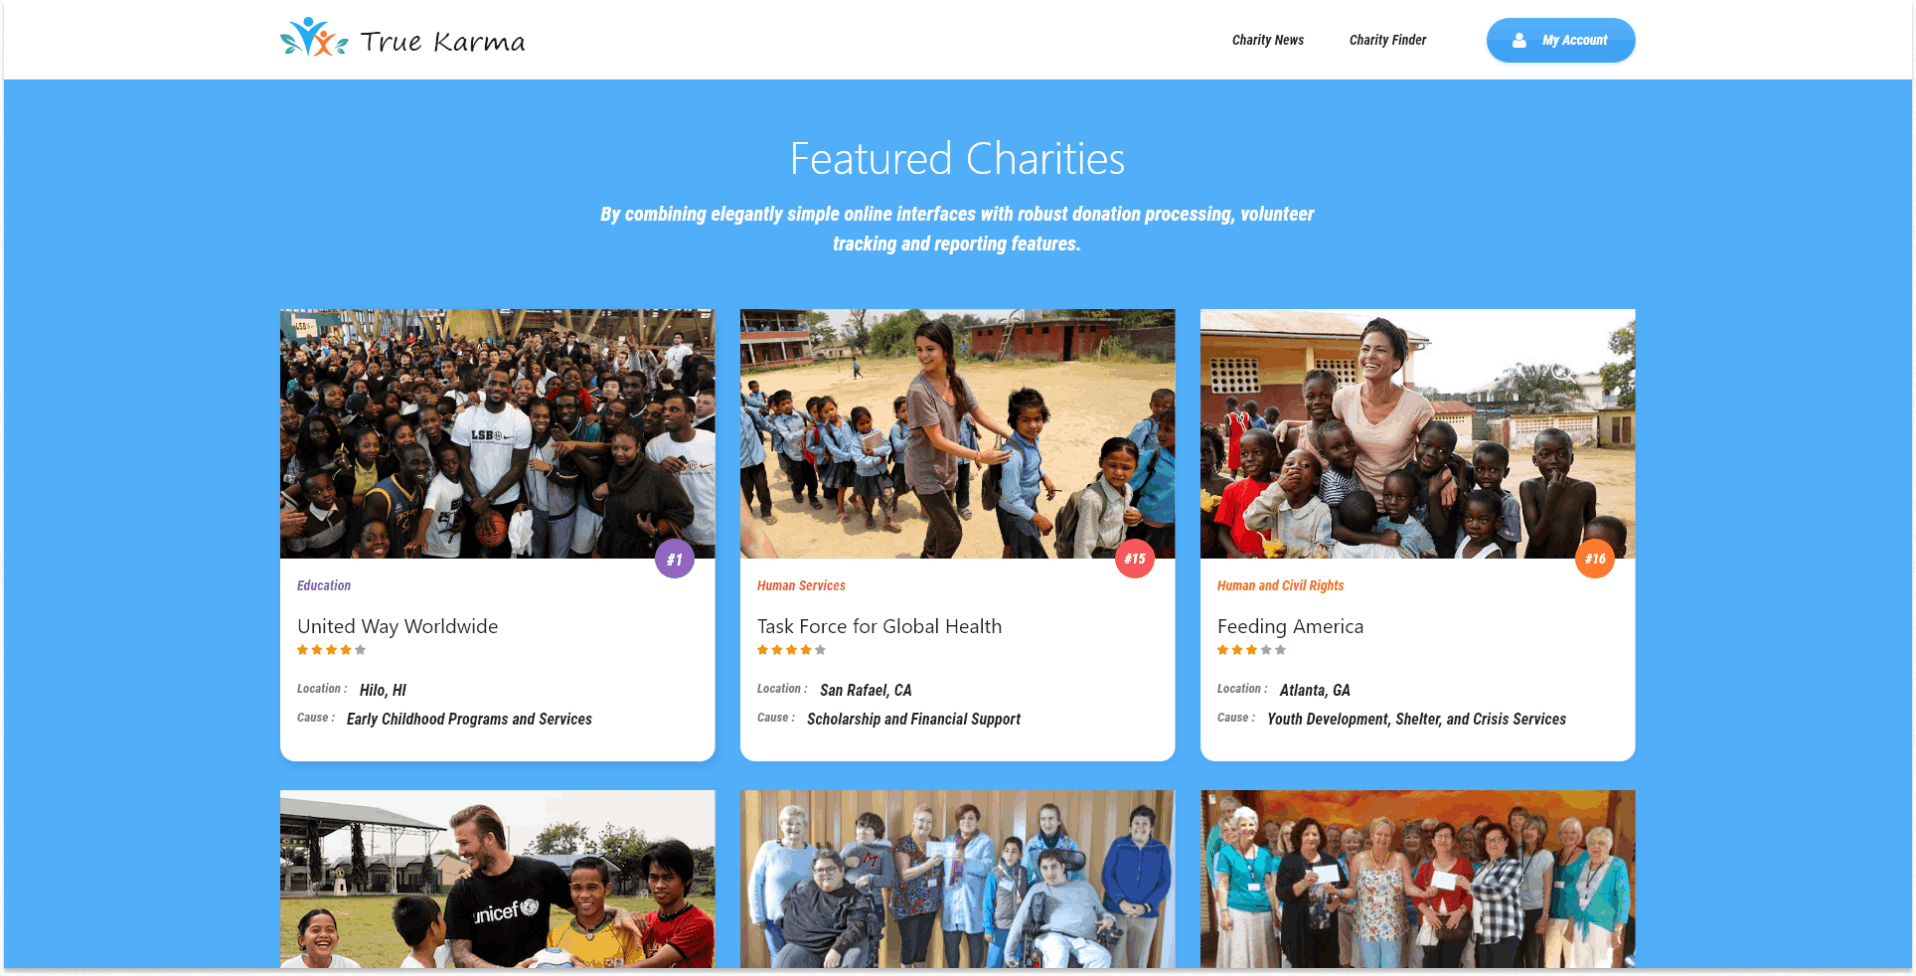 True Karma
Charity News
Charity Finder
My Account
Featured Charities
By combining elegantly simple online interfaces with robust donation processing, volunteer
tracking and reporting features.
LSB
#1
Education
United Way Worldwide
Location :
Hilo, HI
Cause :
Early Childhood Programs and Services
#15
Human Services
Task Force for Global Health
Location :
San Rafael, CA
Cause :
Scholarship and Financial Support
#16
Human and Civil Rights
Feeding America
Location :
Atlanta, GA
Cause :
Youth Development, Shelter, and Crisis Services
unicef
M